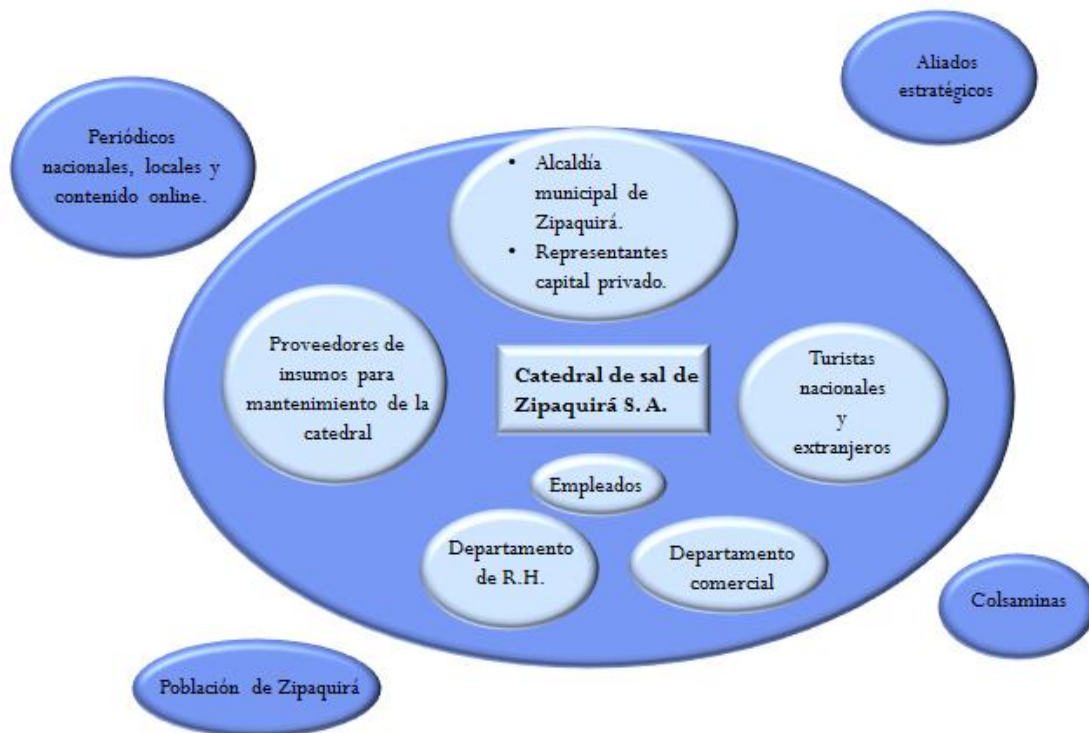 Aliados
estratégicos
Periódicos
nacionales, locales y
contenido online.
• Alcaldía
municipal de
Zipaquirá.
• Representantes
capital privado.
Proveedores de
insumos para
mantenimiento de la
catedral
Catedral de sal de
Zipaquirá S. A.
Turistas
nacionales
y
extranjeros
Empleados
Departamento
de R.H.
Departamento
comercial
Colsaminas
Población de Zipaquirá